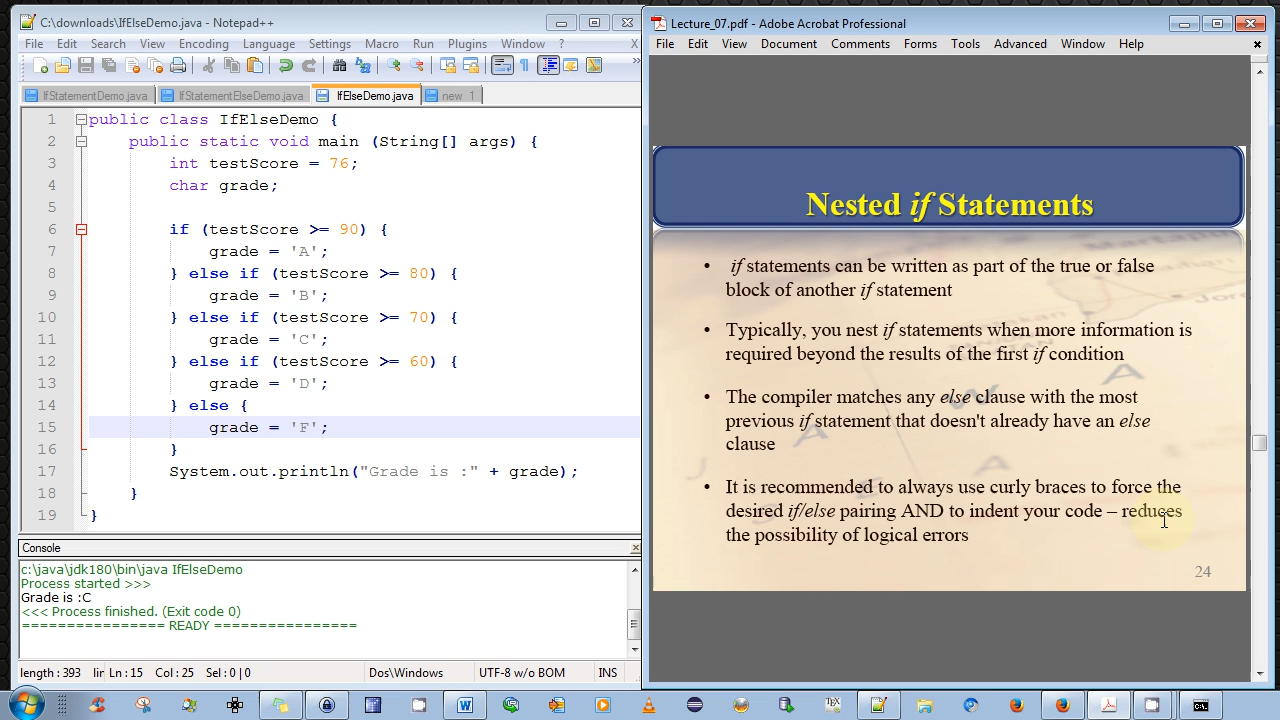 C:\downloads\IfElseDemo.java - Notepad++
File Edit Search View Encoding Language Settings Macro Run Plugins Window ? X
IfStatementDemo.java IfStatementElseDemo.java IfElseDemo.java new 1
1 public class IfElseDemo {
2 public static void main (String[] args) {
3 int testScore = 76;
4 char grade;
5
6 if (testScore >= 90) {
7 grade = 'A';
8 } else if (testScore >= 80) {
9 grade = 'B';
10 } else if (testScore >= 70) {
11 grade = 'C';
12 } else if (testScore >= 60) {
13 grade = 'D';
14 } else {
15 grade = 'F';
16 }
17 System.out.println("Grade is :" + grade);
18 }
19 }
Console
c:\java\jdk180\bin\java IfElseDemo
Process started >>>
Grade is :C
<<< Process finished. (Exit code 0)
================ READY ================
length : 393 lir Ln : 15 Col : 25 Sel : 0 | 0 Dos\Windows UTF-8 w/o BOM INS
Lecture_07.pdf - Adobe Acrobat Professional
File Edit View Document Comments Forms Tools Advanced Window Help
Nested if Statements
• if statements can be written as part of the true or false
block of another if statement
• Typically, you nest if statements when more information is
required beyond the results of the first if condition
• The compiler matches any else clause with the most
previous if statement that doesn't already have an else
clause
• It is recommended to always use curly braces to force the
desired if/else pairing AND to indent your code – reduces
the possibility of logical errors
24